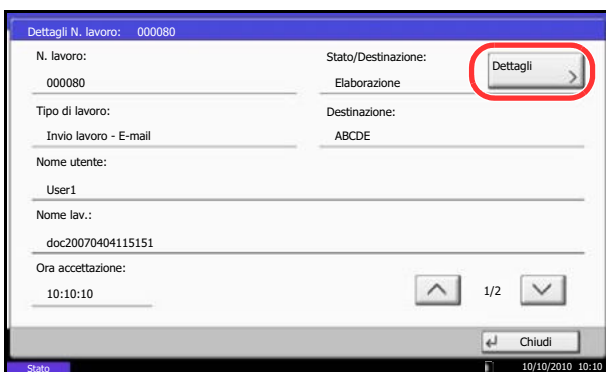 Dettagli N. lavoro: 000080
N. lavoro:
000080
Stato/Destinazione:
Elaborazione
Dettagli
Tipo di lavoro:
Invio lavoro - E-mail
Destinazione:
ABCDE
Nome utente:
User1
Nome lav.:
doc20070404115151
Ora accettazione:
10:10:10
1/2
Chiudi
Stato
10/10/2010 10:10